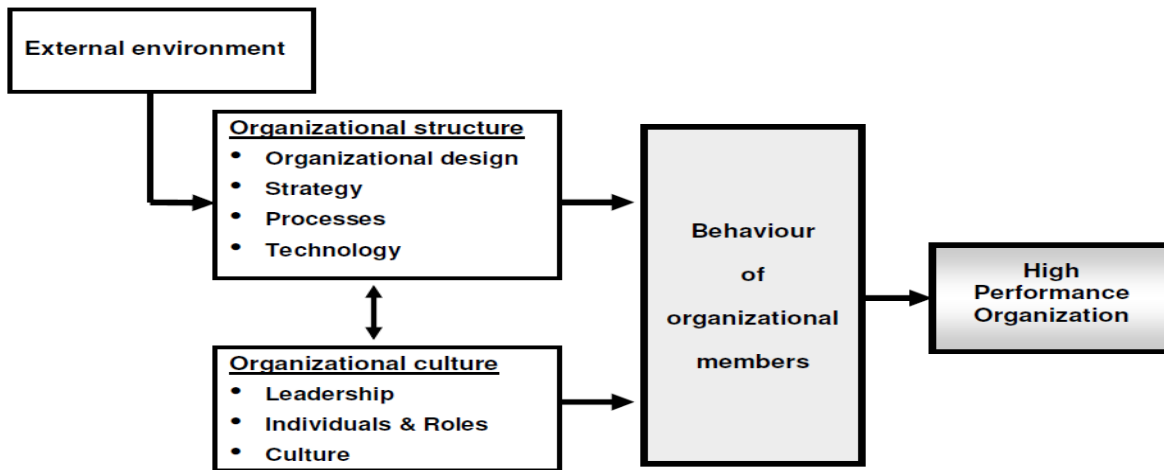 External environment
Organizational structure
• Organizational design
• Strategy
• Processes
• Technology
Organizational culture
• Leadership
• Individuals & Roles
• Culture
Behaviour
of
organizational
members
High
Performance
Organization